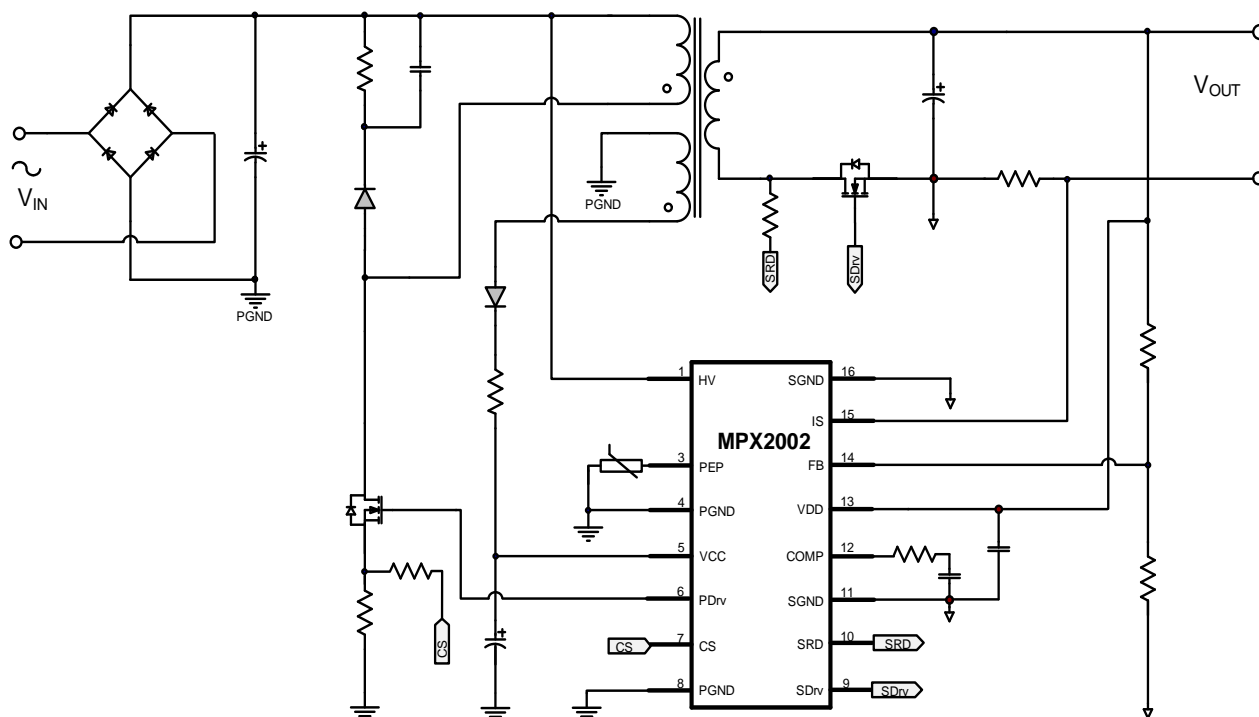 VOUT
VIN
PGND
PGND
SRD
SDrv
MPX2002
1 HV
3 PEP
4 PGND
5 VCC
6 PDrv
7 CS
8 PGND
16 SGND
15 IS
14 FB
13 VDD
12 COMP
11 SGND
10 SRD
9 SDrv
CS
CS
SRD
SDrv